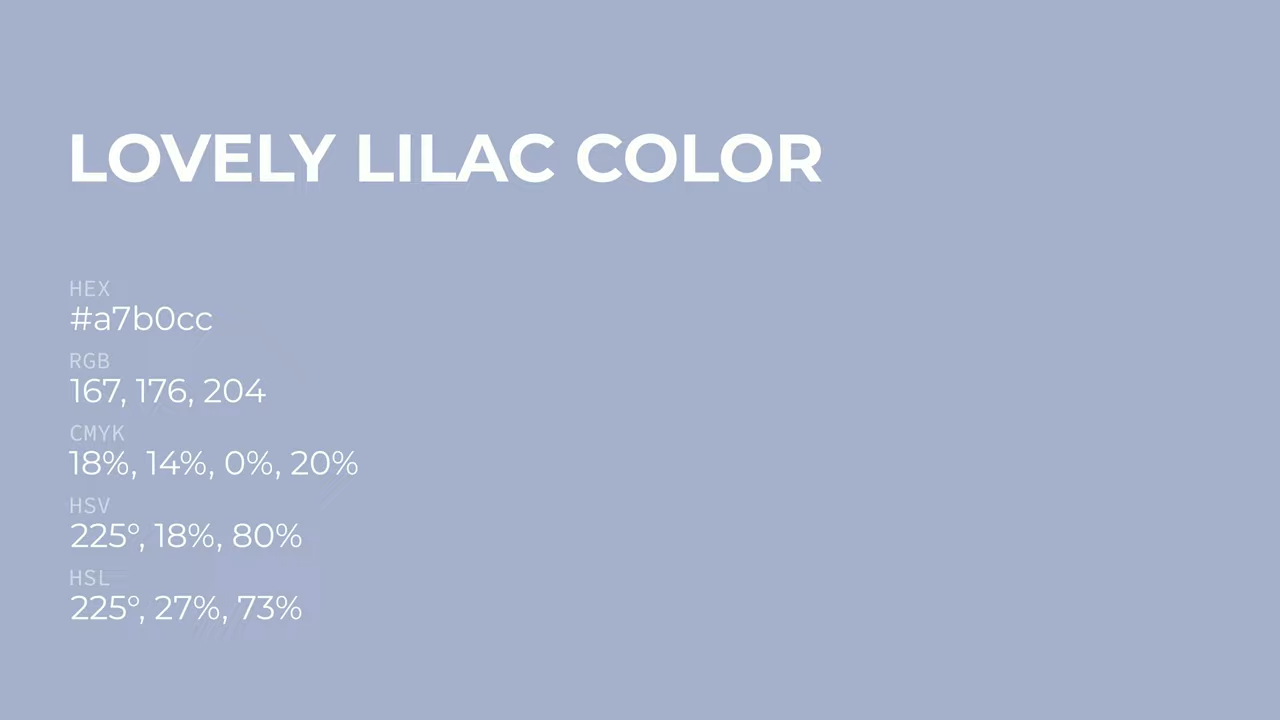 LOVELY LILAC COLOR
HEX
#a7b0cc
RGB
167, 176, 204
CMYK
18%, 14%, 0%, 20%
HSV
225°, 18%, 80%
HSL
225°, 27%, 73%